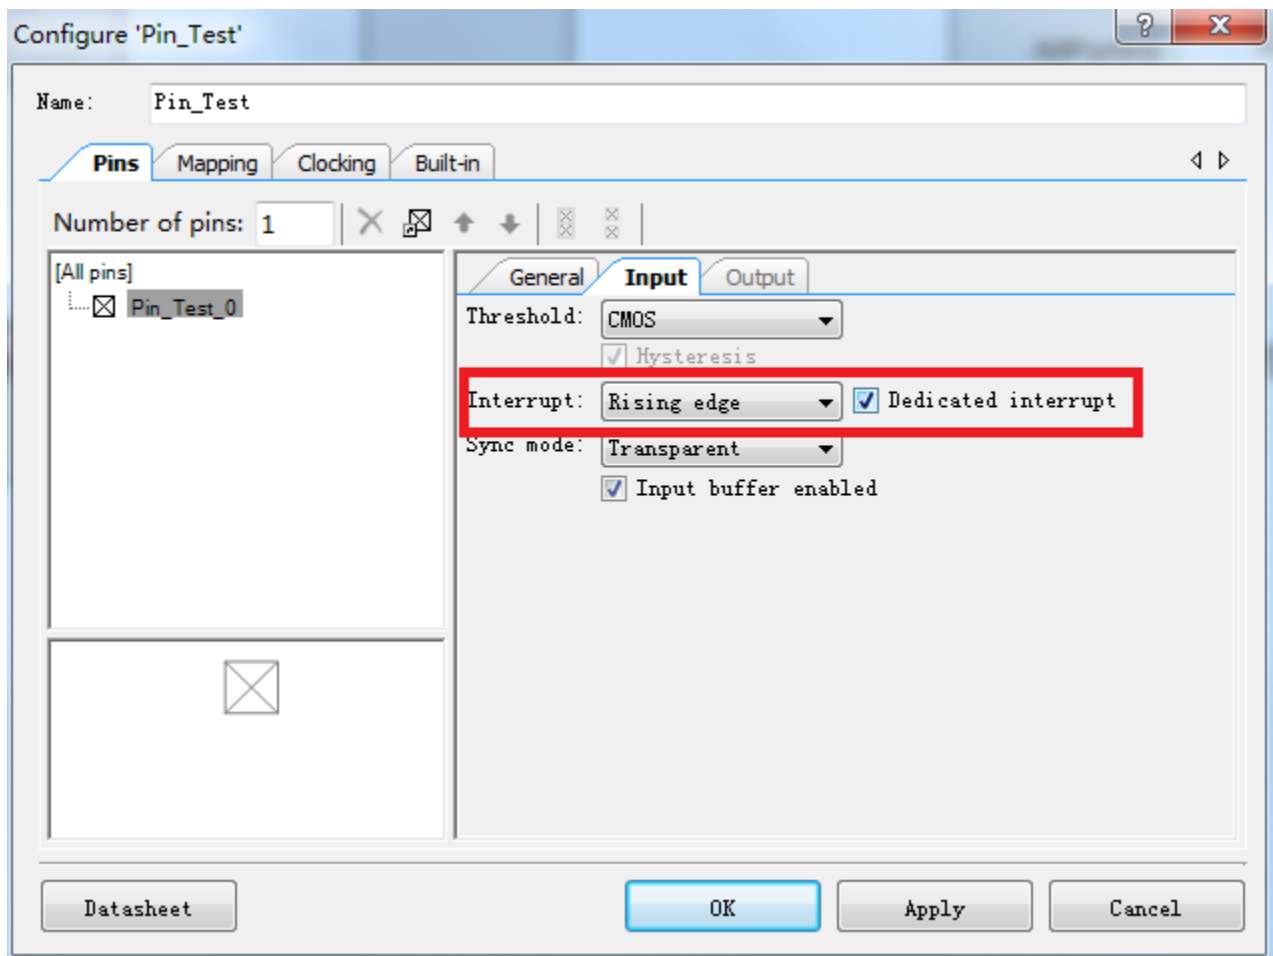 Configure 'Pin_Test'
Name: Pin_Test
Pins Mapping Clocking Built-in
Number of pins: 1
[All pins]
Pin_Test_0
General Input Output
Threshold: CMOS
Hysteresis
Interrupt: Rising edge Dedicated interrupt
Sync mode: Transparent
Input buffer enabled
Datasheet OK Apply Cancel